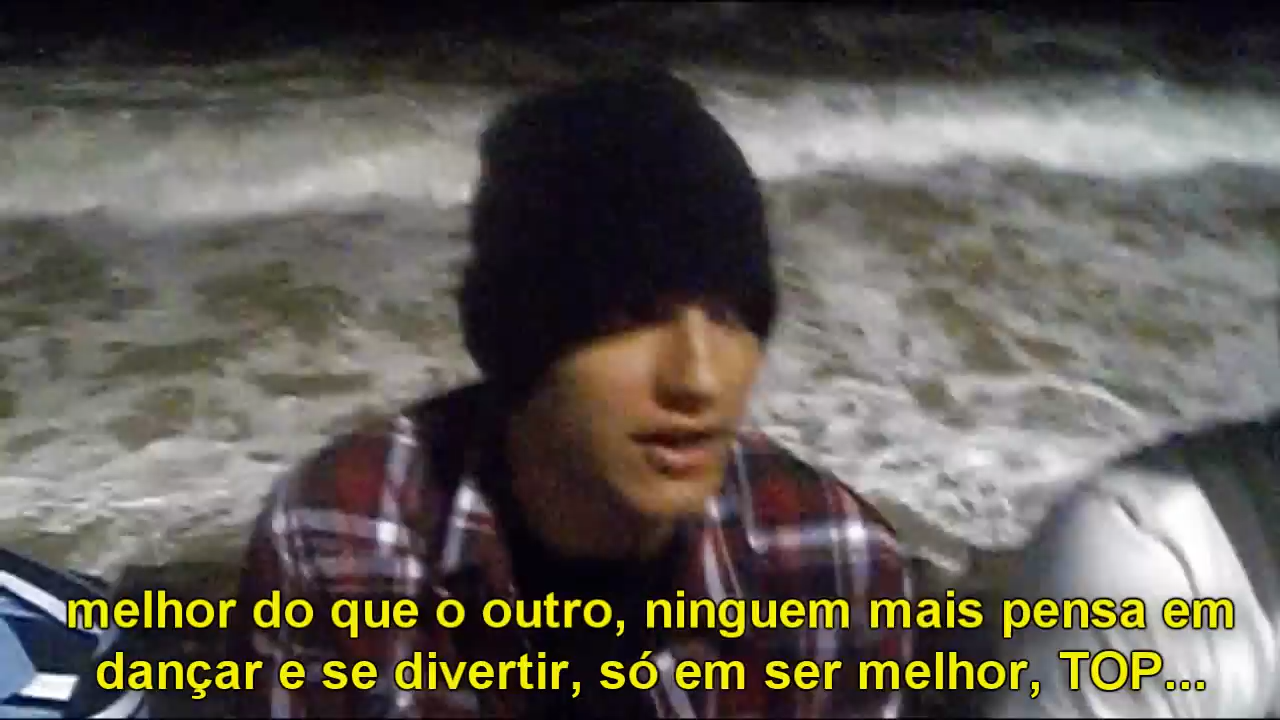 melhor do que o outro, ninguem mais pensa em
dançar e se divertir, só em ser melhor, TOP...